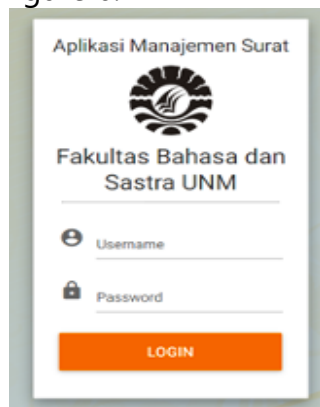 Aplikasi Manajemen Surat
Fakultas Bahasa dan
Sastra UNM
Username
Password
LOGIN